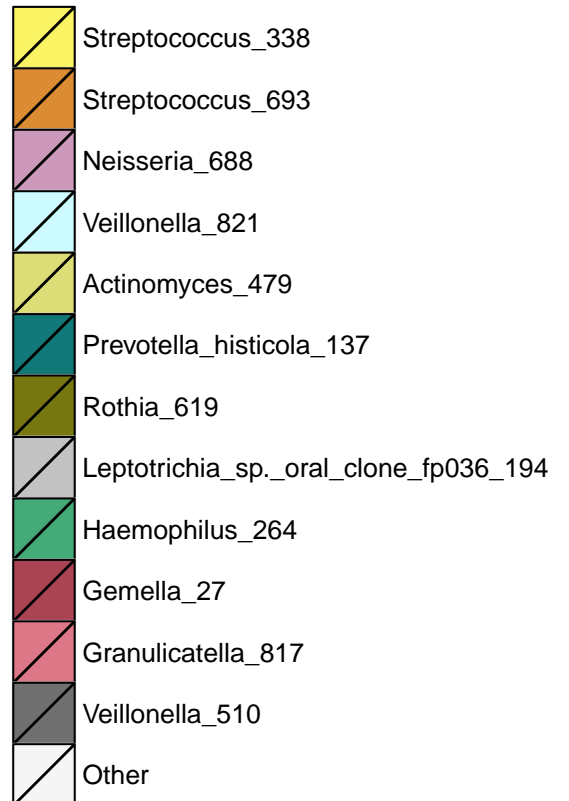 Streptococcus_338
Streptococcus_693
Neisseria_688
Veillonella_821
Actinomyces_479
Prevotella_histicola_137
Rothia_619
Leptotrichia_sp._oral_clone_fp036_194
Haemophilus_264
Gemella_27
Granulicatella_817
Veillonella_510
Other